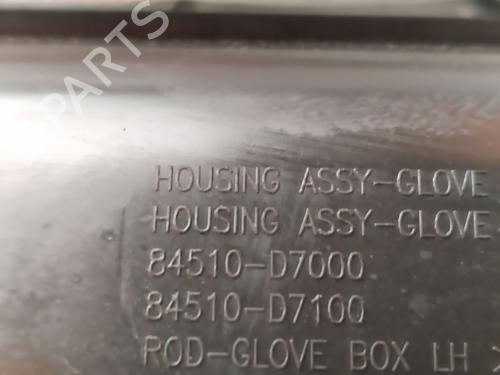 B-PARTS
HOUSING ASSY-GLOVE
HOUSING ASSY-GLOVE
84510-D7000
84510-D7100
ROD-GLOVE BOX LH